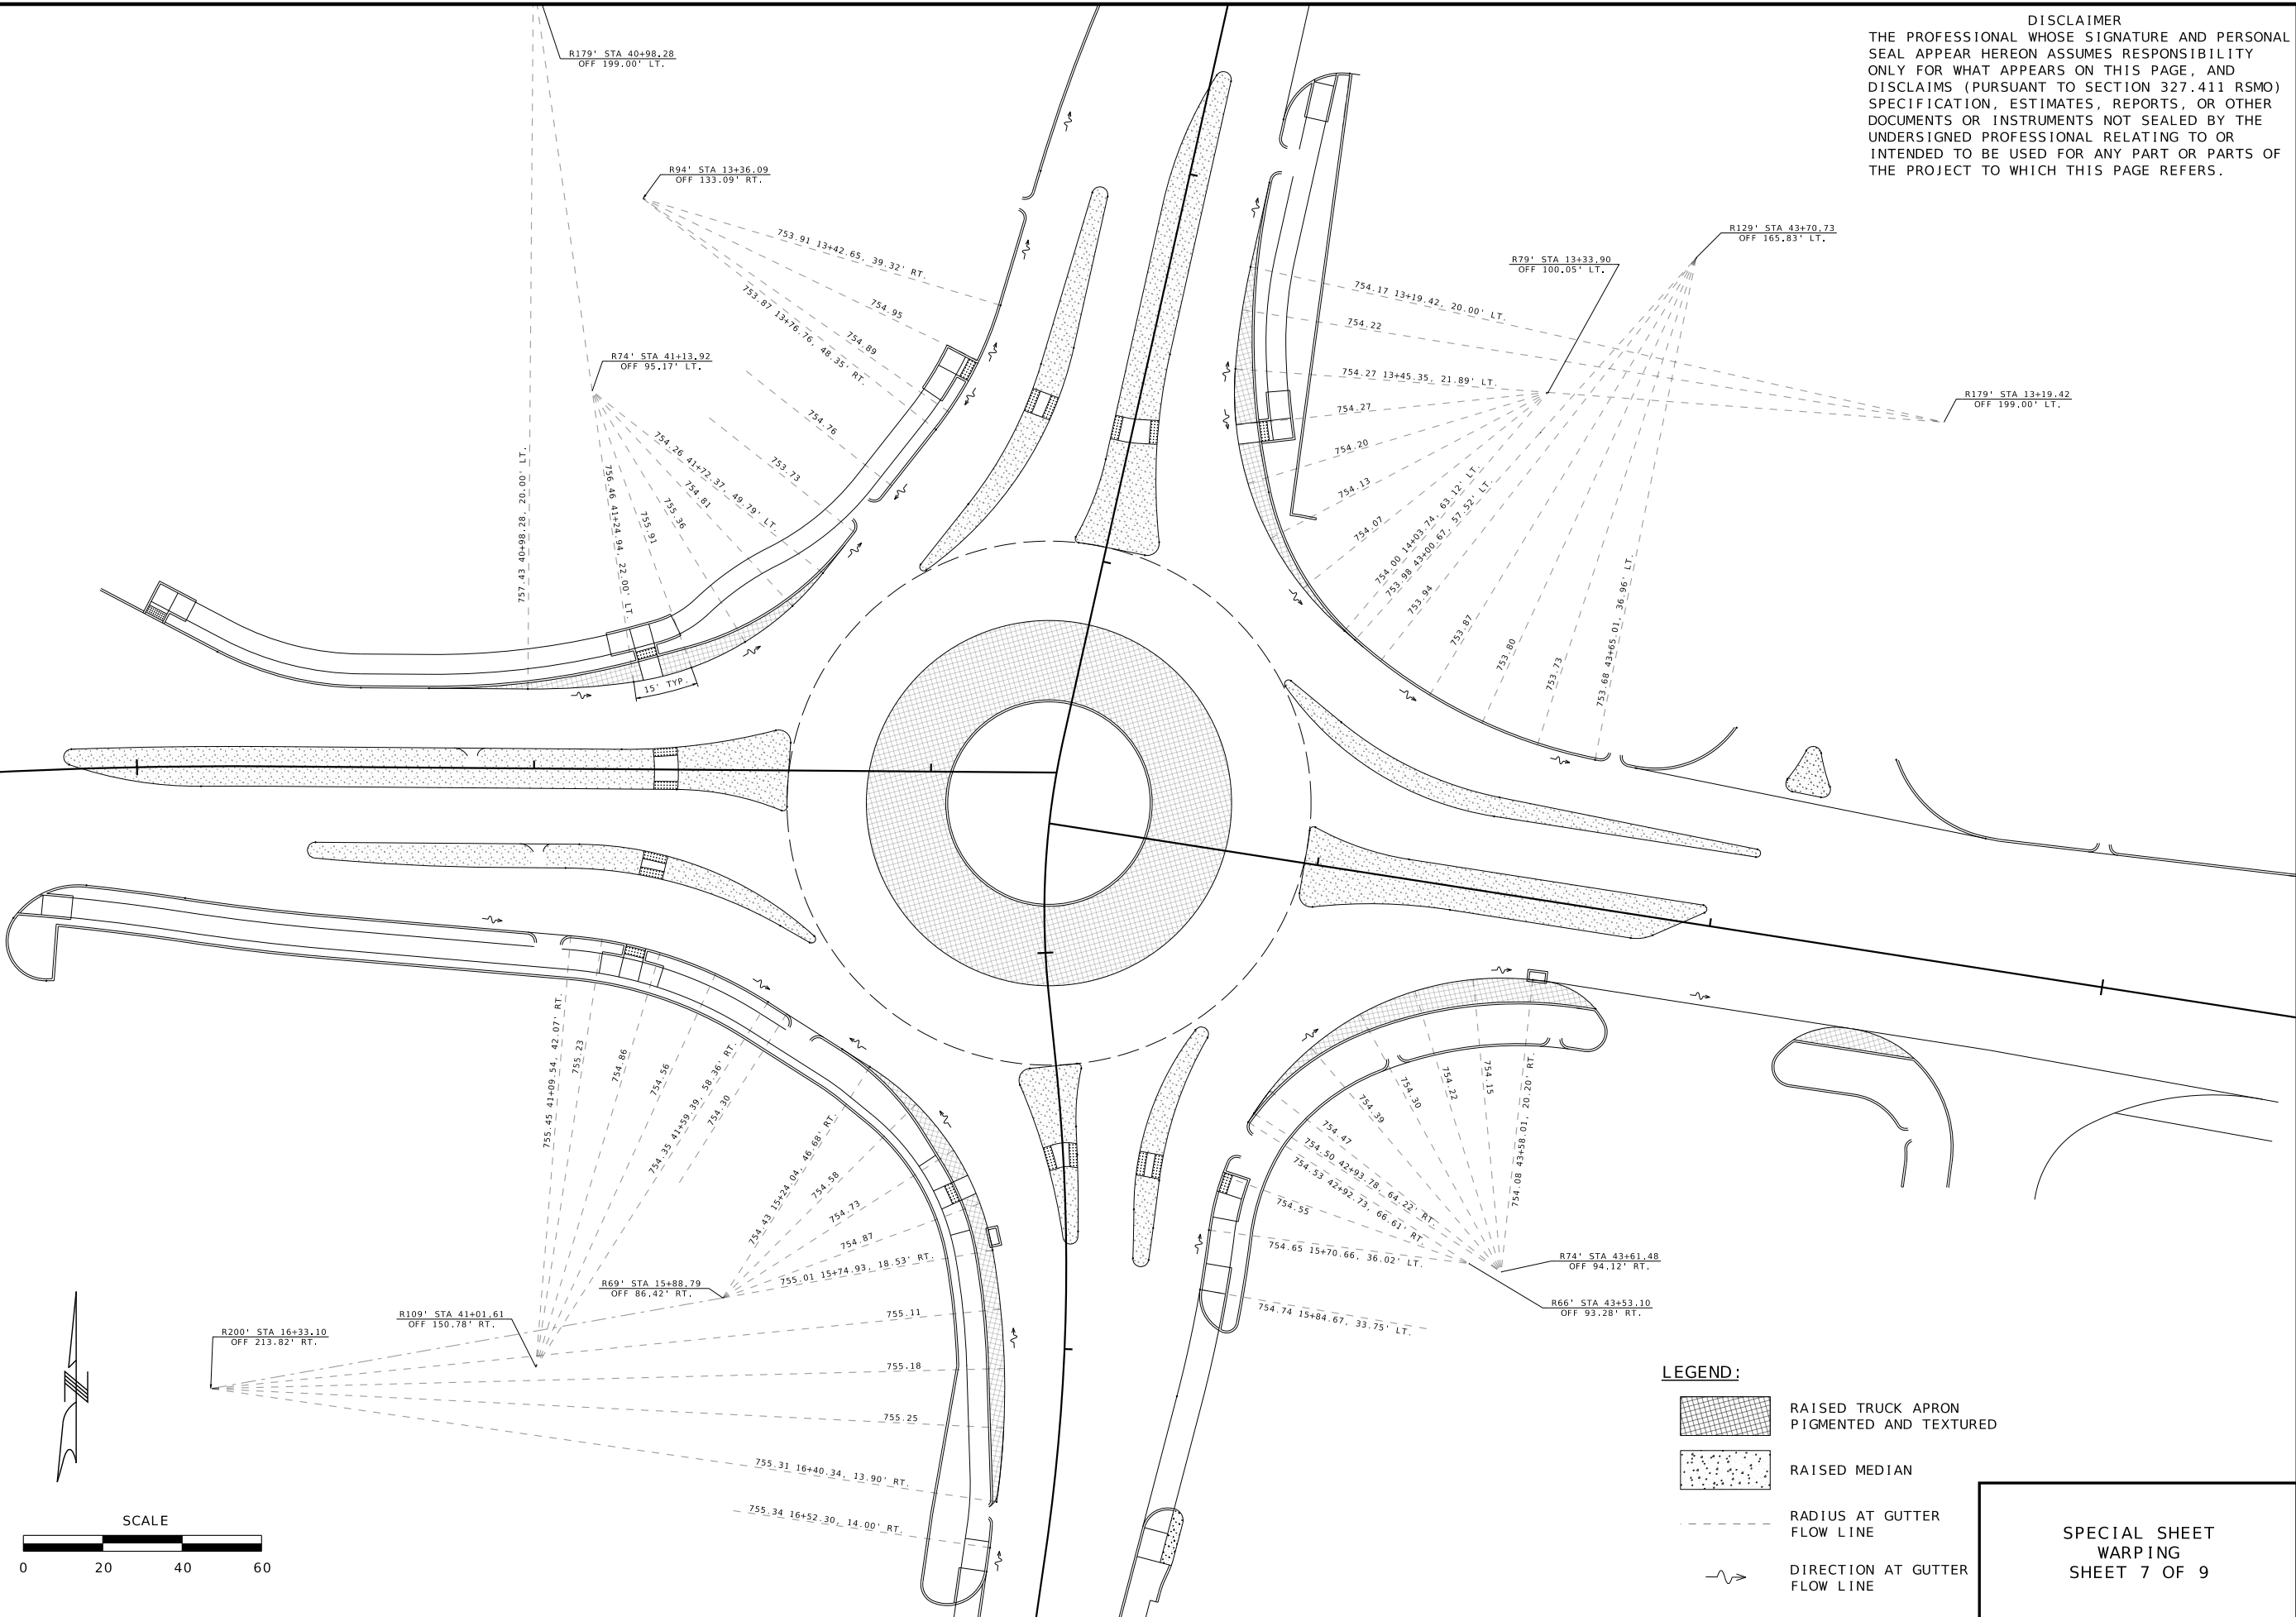 DISCLAIMER
THE PROFESSIONAL WHOSE SIGNATURE AND PERSONAL
SEAL APPEAR HEREON ASSUMES RESPONSIBILITY
ONLY FOR WHAT APPEARS ON THIS PAGE, AND
DISCLAIMS (PURSUANT TO SECTION 327.411 RSMO)
SPECIFICATION, ESTIMATES, REPORTS, OR OTHER
DOCUMENTS OR INSTRUMENTS NOT SEALED BY THE
UNDERSIGNED PROFESSIONAL RELATING TO OR
INTENDED TO BE USED FOR ANY PART OR PARTS OF
THE PROJECT TO WHICH THIS PAGE REFERS.
R179' STA 40+98.28
OFF 199.00' LT.
R94' STA 13+36.09
OFF 133.09' RT.
753.91 13+42.65, 39.32' RT.
754.95
754.89
753.87 13+76.76, 48.35' RT.
754.76
753.73
R74' STA 41+13.92
OFF 95.17' LT.
754.26 41+72.37, 49.79' LT.
754.81
755.36
755.91
756.46 41+24.94, 22.00' LT.
757.43 40+98.28, 20.00' LT.
15' TYP.
R129' STA 43+70.73
OFF 165.83' LT.
R79' STA 13+33.90
OFF 100.05' LT.
R179' STA 13+19.42
OFF 199.00' LT.
754.17 13+19.42, 20.00' LT.
754.22
754.27 13+45.35, 21.89' LT.
754.27
754.20
754.13
754.07
754.00 14+03.74, 63.12' LT.
753.98 43+00.67, 57.52' LT.
753.94
753.87
753.80
753.73
753.68 43+65.01, 36.96' LT.
755.45 41+09.54, 42.07' RT.
755.23
754.86
754.56
754.35 41+59.39, 58.36' RT.
754.30
754.43 15+24.04, 46.68' RT.
754.58
754.73
754.87
755.01 15+74.93, 18.53' RT.
755.11
755.18
755.25
755.31 16+40.34, 13.90' RT.
755.34 16+52.30, 14.00' RT.
R69' STA 15+88.79
OFF 86.42' RT.
R109' STA 41+01.61
OFF 150.78' RT.
R200' STA 16+33.10
OFF 213.82' RT.
754.08 43+58.01, 20.20' RT.
754.15
754.22
754.30
754.39
754.47
754.50 42+93.78, 64.22' RT.
754.53 42+92.73, 66.61' RT.
754.55
754.65 15+70.66, 36.02' LT.
754.74 15+84.67, 33.75' LT.
R74' STA 43+61.48
OFF 94.12' RT.
R66' STA 43+53.10
OFF 93.28' RT.
N
SCALE
0 20 40 60
LEGEND:
RAISED TRUCK APRON
PIGMENTED AND TEXTURED
RAISED MEDIAN
RADIUS AT GUTTER
FLOW LINE
DIRECTION AT GUTTER
FLOW LINE
SPECIAL SHEET
WARPING
SHEET 7 OF 9